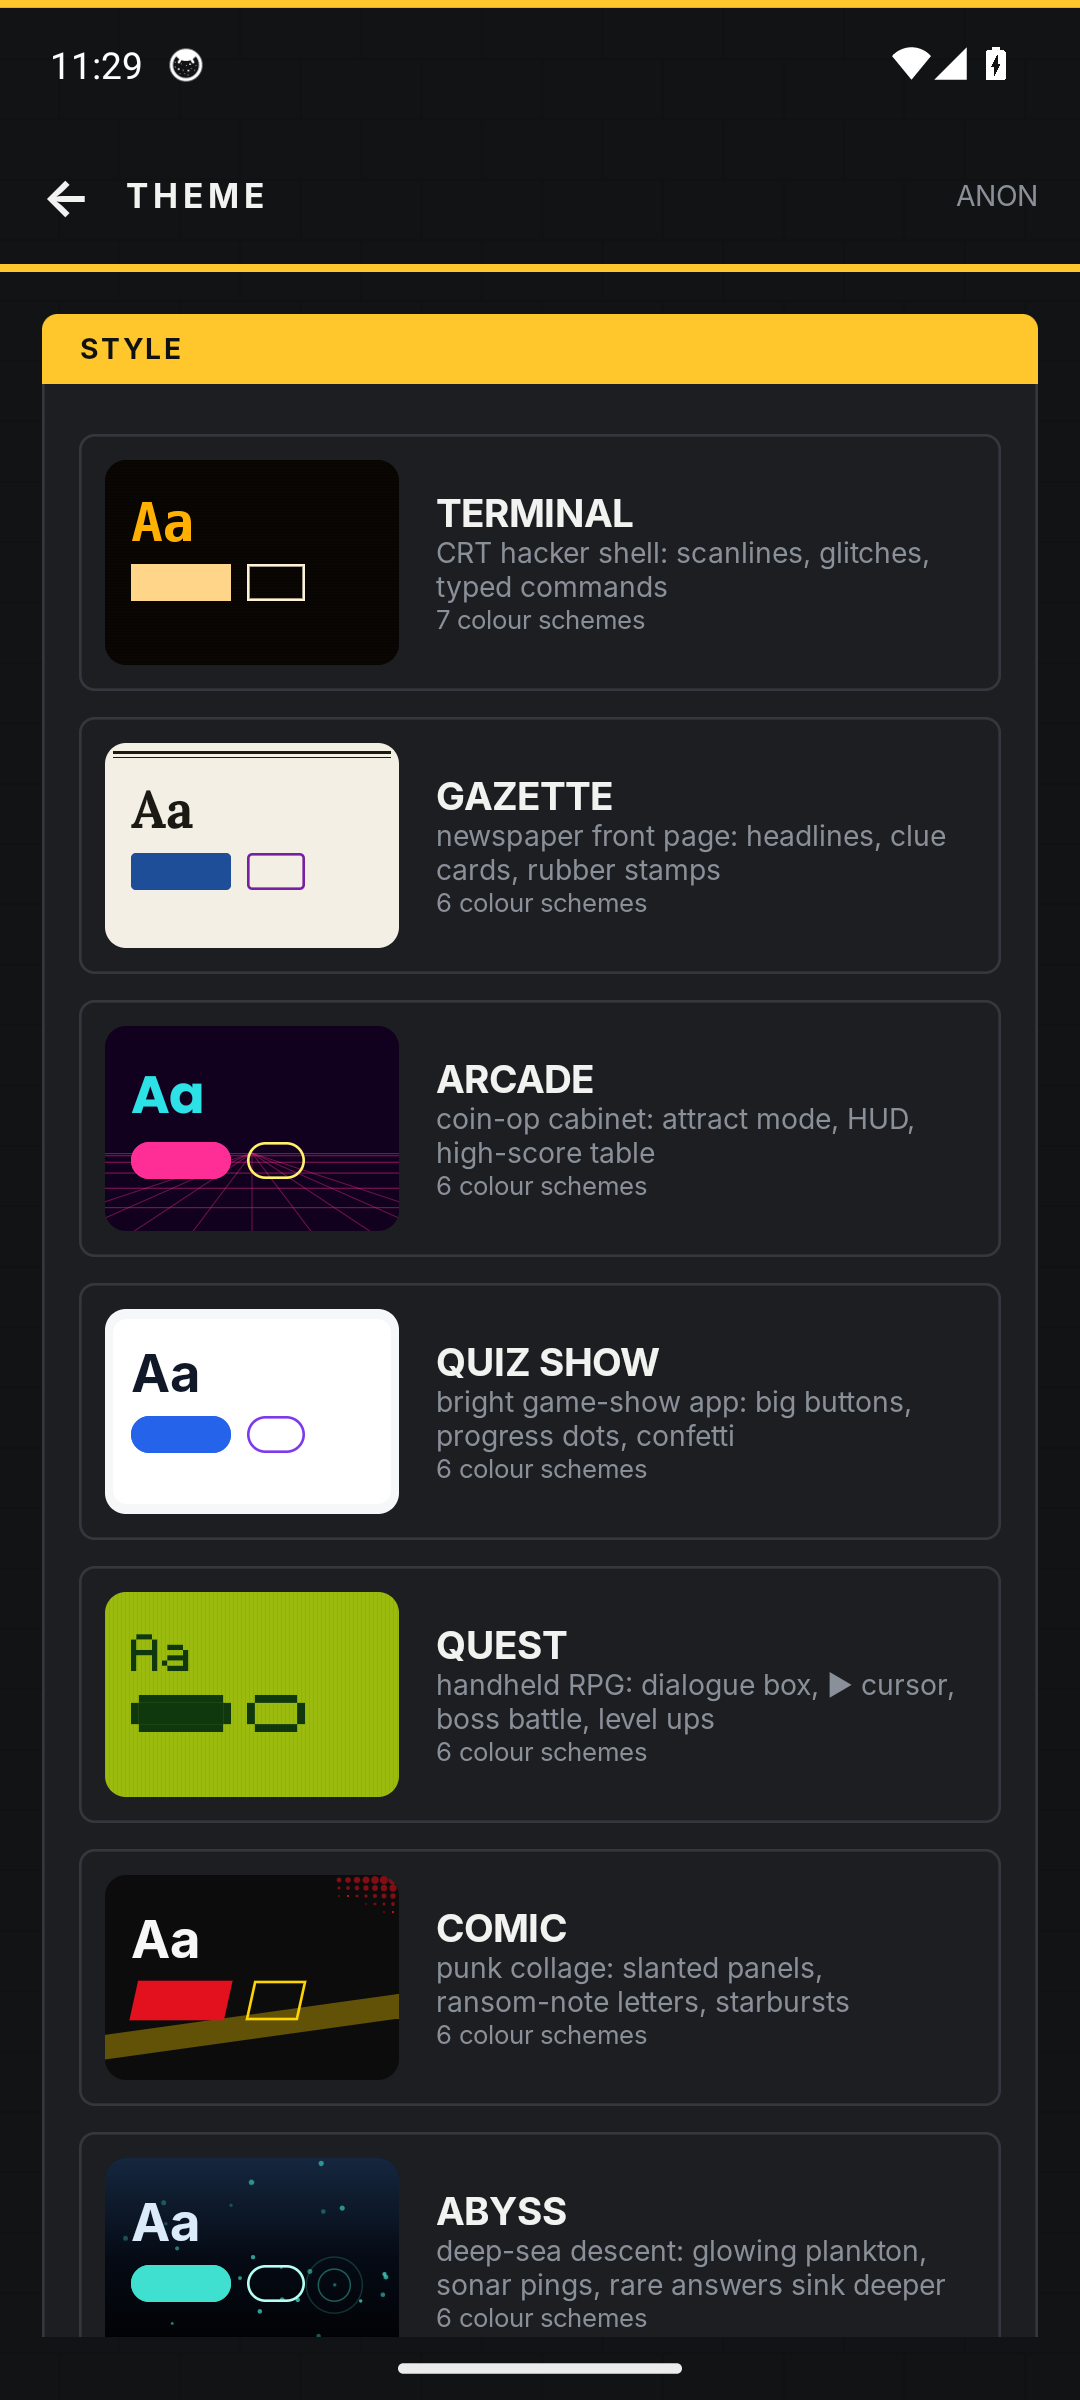 11:29
THEME
ANON
STYLE
Aa
TERMINAL
CRT hacker shell: scanlines, glitches,
typed commands
7 colour schemes
Aa
GAZETTE
newspaper front page: headlines, clue
cards, rubber stamps
6 colour schemes
Aa
ARCADE
coin-op cabinet: attract mode, HUD,
high-score table
6 colour schemes
Aa
QUIZ SHOW
bright game-show app: big buttons,
progress dots, confetti
6 colour schemes
Aa
QUEST
handheld RPG: dialogue box, ▶ cursor,
boss battle, level ups
6 colour schemes
Aa
COMIC
punk collage: slanted panels,
ransom-note letters, starbursts
6 colour schemes
Aa
ABYSS
deep-sea descent: glowing plankton,
sonar pings, rare answers sink deeper
6 colour schemes